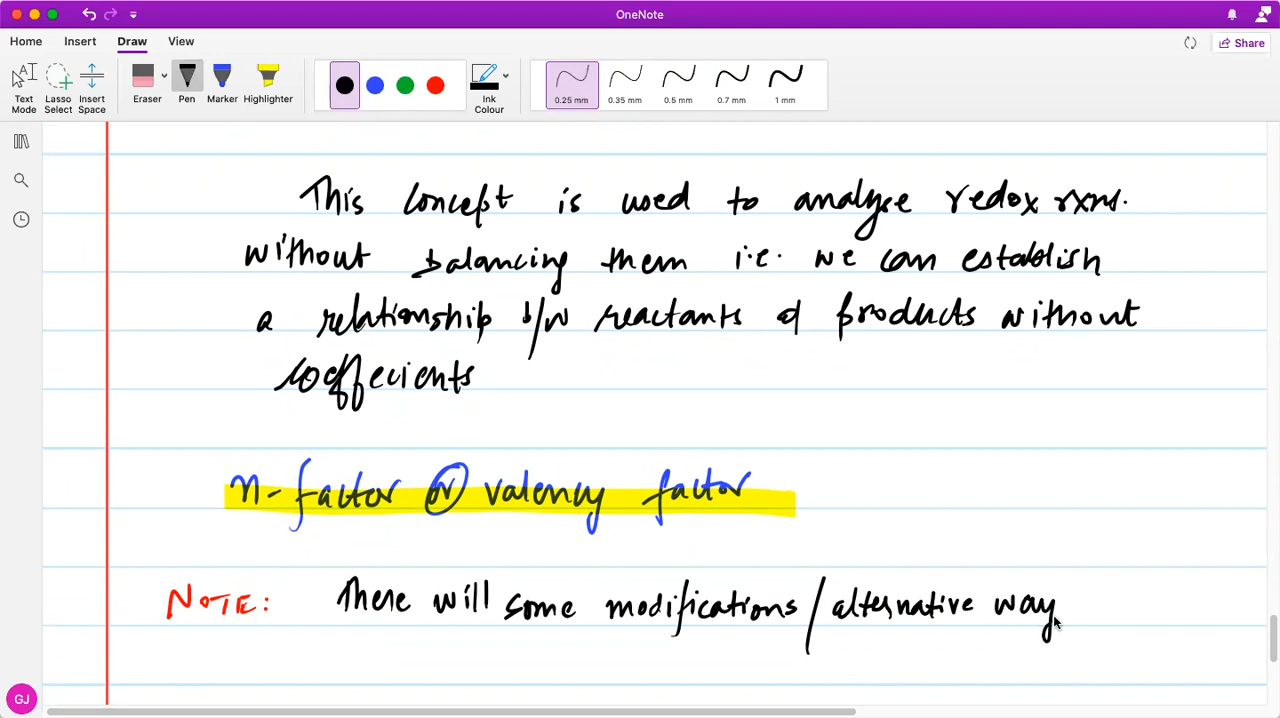 OneNote
Home Insert Draw View
Share
Text Mode
Lasso Select
Insert Space
Eraser
Pen
Marker
Highlighter
Ink Colour
0.25 mm
0.35 mm
0.5 mm
0.7 mm
1 mm
This concept is used to analyse redox rxns.
without balancing them i.e. we can establish
a relationship b/w reactants & products without
coeffecients
n-factor or valency factor
NOTE: There will some modifications / alternative way
GJ